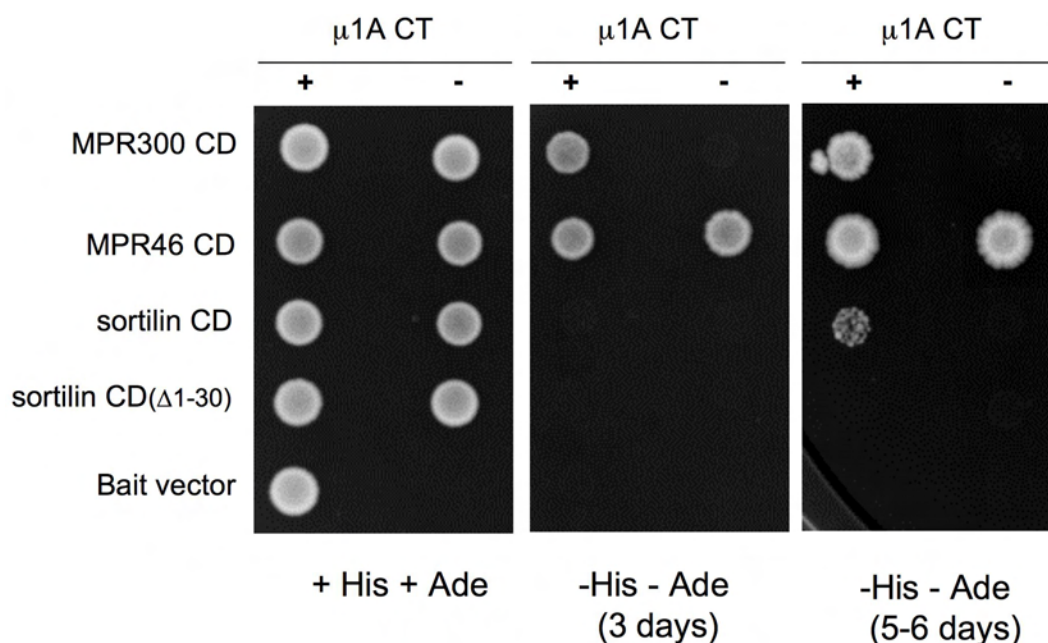 μ1A CT μ1A CT μ1A CT
+ - + - + -
MPR300 CD
MPR46 CD
sortilin CD
sortilin CD(Δ1-30)
Bait vector
+ His + Ade -His - Ade -His - Ade
(3 days) (5-6 days)